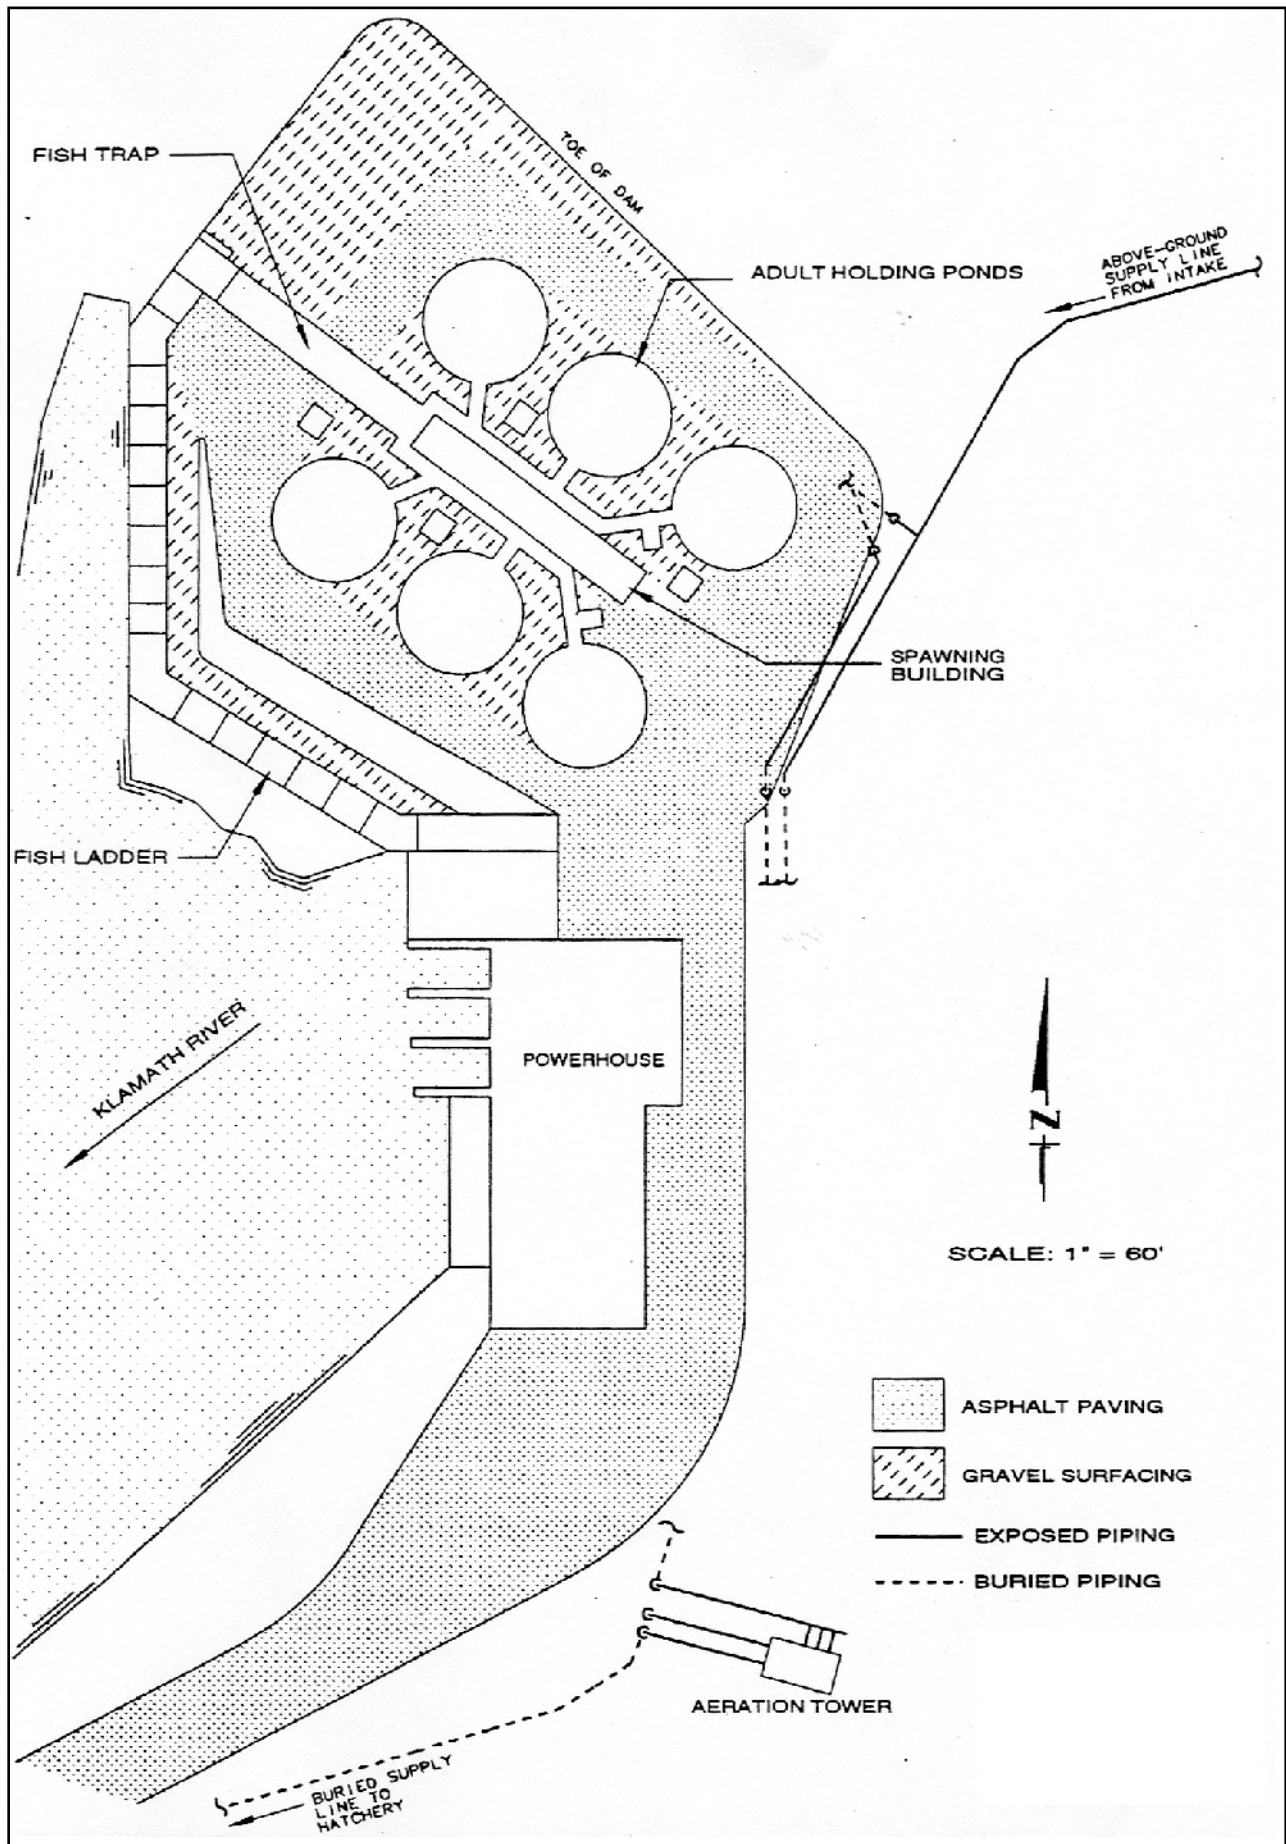 TOE OF DAM
FISH TRAP
ADULT HOLDING PONDS
ABOVE-GROUND
SUPPLY LINE
FROM INTAKE
SPAWNING
BUILDING
FISH LADDER
KLAMATH RIVER
POWERHOUSE
N
SCALE: 1" = 60'
ASPHALT PAVING
GRAVEL SURFACING
EXPOSED PIPING
BURIED PIPING
AERATION TOWER
BURIED SUPPLY
LINE TO
HATCHERY